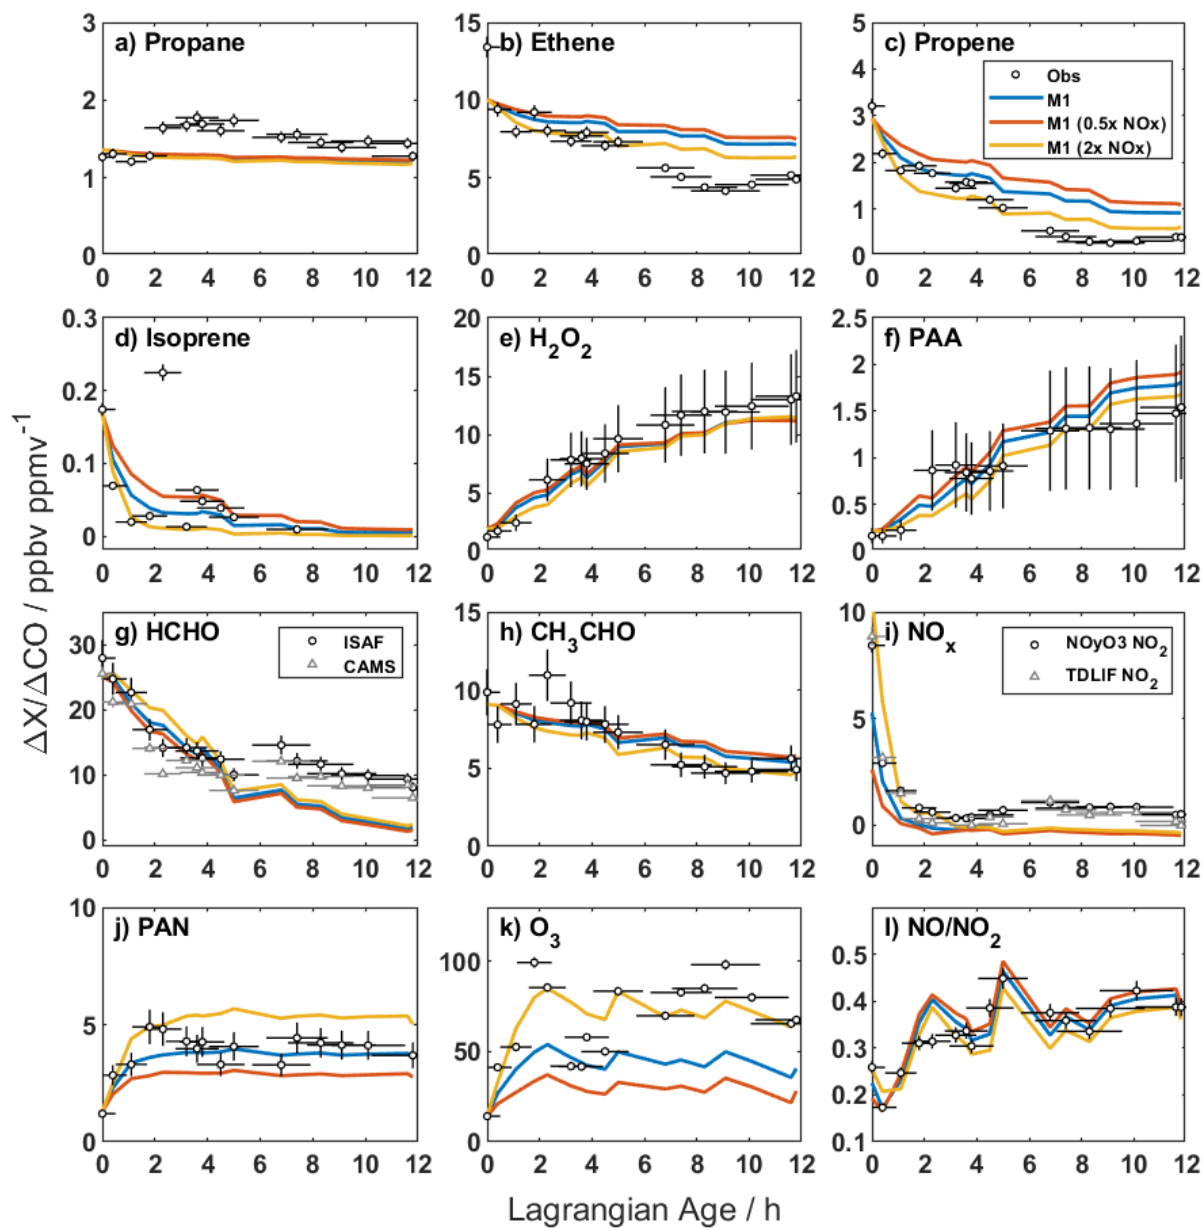 a) Propane
3
2
1
0
0 2 4 6 8 10 12
b) Ethene
15
10
5
0
0 2 4 6 8 10 12
c) Propene
Obs
M1
M1 (0.5x NOx)
M1 (2x NOx)
5
4
3
2
1
0
0 2 4 6 8 10 12
d) Isoprene
0.3
0.2
0.1
0
0 2 4 6 8 10 12
e) H2O2
20
15
10
5
0
0 2 4 6 8 10 12
f) PAA
2.5
2
1.5
1
0.5
0
0 2 4 6 8 10 12
ΔX/ΔCO / ppbv ppmv-1
g) HCHO
ISAF
CAMS
30
20
10
0
0 2 4 6 8 10 12
h) CH3CHO
15
10
5
0
0 2 4 6 8 10 12
i) NOx
NOyO3 NO2
TDLIF NO2
10
5
0
0 2 4 6 8 10 12
j) PAN
10
5
0
0 2 4 6 8 10 12
k) O3
100
50
0
0 2 4 6 8 10 12
l) NO/NO2
0.5
0.4
0.3
0.2
0.1
0 2 4 6 8 10 12
Lagrangian Age / h